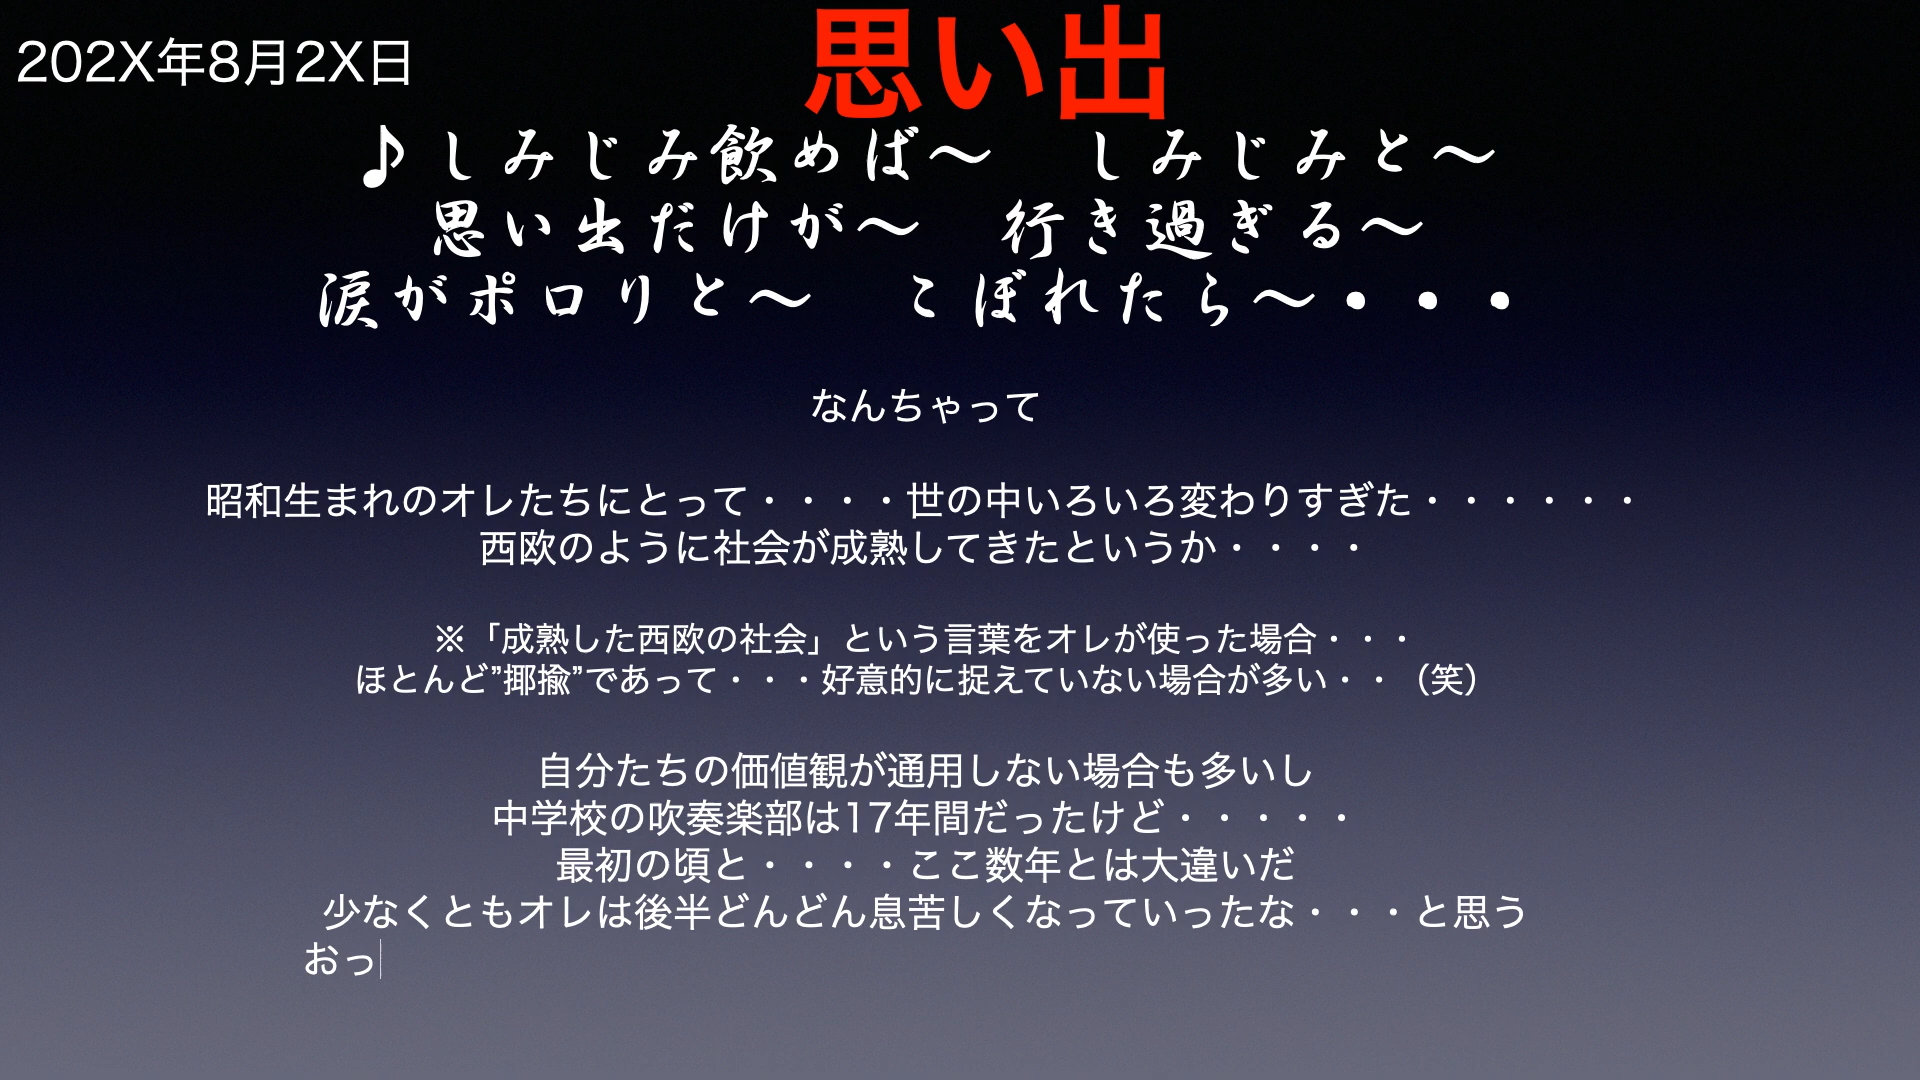 202X年8月2X日
思い出
♪しみじみ飲めば〜　しみじみと〜
思い出だけが〜　行き過ぎる〜
涙がポロリと〜　こぼれたら〜・・・
なんちゃって
昭和生まれのオレたちにとって・・・・世の中いろいろ変わりすぎた・・・・・・
西欧のように社会が成熟してきたというか・・・・
※「成熟した西欧の社会」という言葉をオレが使った場合・・・
ほとんど”揶揄”であって・・・好意的に捉えていない場合が多い・・（笑）
自分たちの価値観が通用しない場合も多いし
中学校の吹奏楽部は17年間だったけど・・・・・
最初の頃と・・・・ここ数年とは大違いだ
少なくともオレは後半どんどん息苦しくなっていったな・・・と思う
おっ